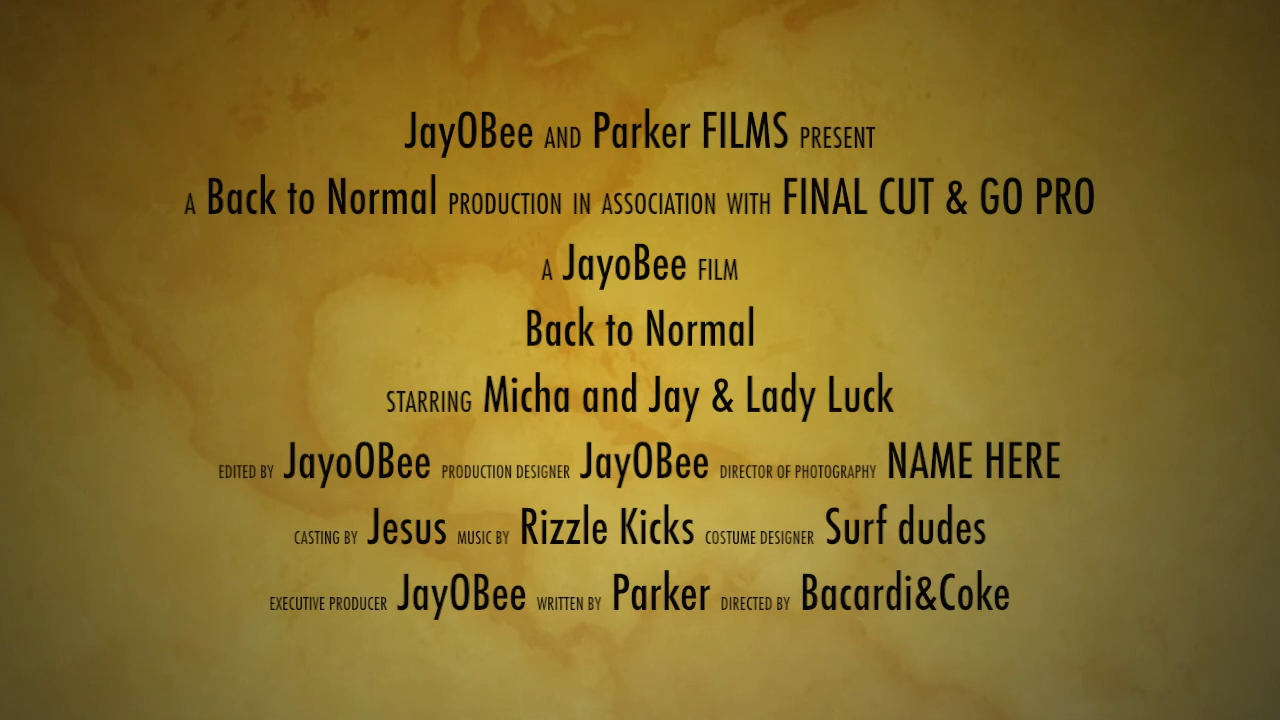 JayOBee AND Parker FILMS PRESENT
A Back to Normal PRODUCTION IN ASSOCIATION WITH FINAL CUT & GO PRO
A JayoBee FILM
Back to Normal
STARRING Micha and Jay & Lady Luck
EDITED BY JayoOBee PRODUCTION DESIGNER JayOBee DIRECTOR OF PHOTOGRAPHY NAME HERE
CASTING BY Jesus MUSIC BY Rizzle Kicks COSTUME DESIGNER Surf dudes
EXECUTIVE PRODUCER JayOBee WRITTEN BY Parker DIRECTED BY Bacardi&Coke